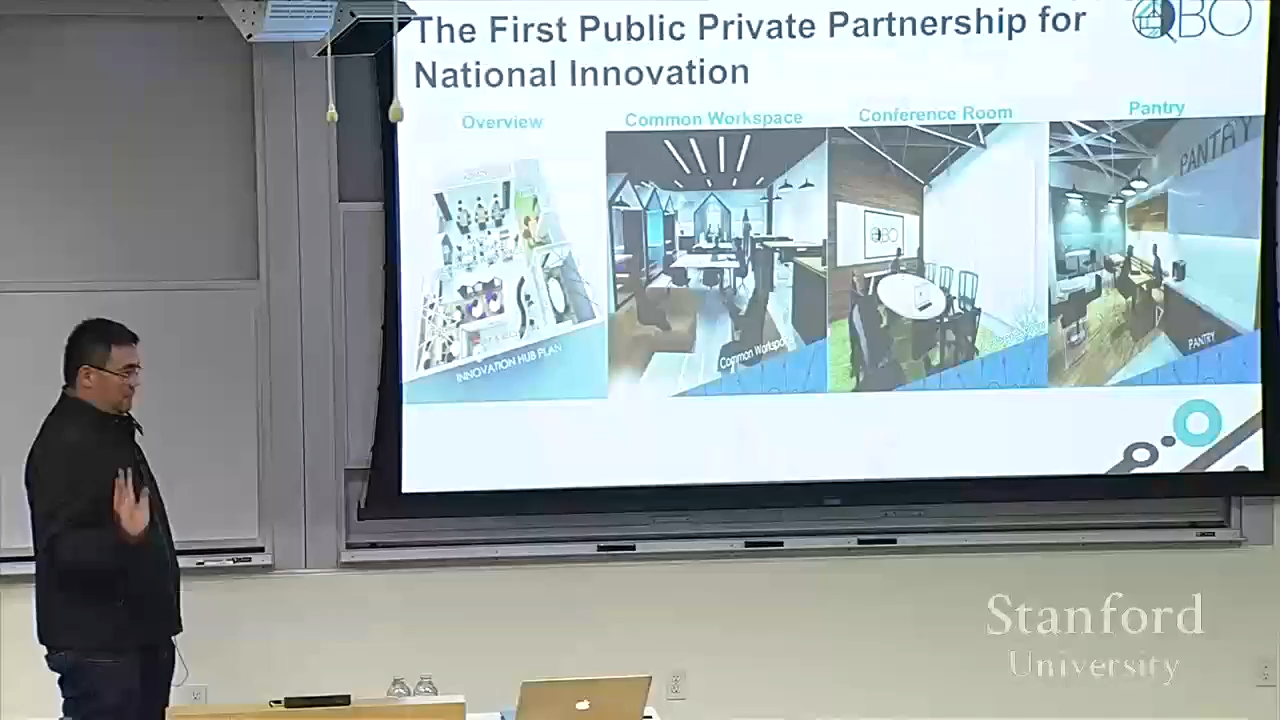 The First Public Private Partnership for
National Innovation
QBO
Overview
Common Workspace
Conference Room
Pantry
INNOVATION HUB PLAN
Common Workspace
QBO
PANTRY
PANTRY
Stanford
University